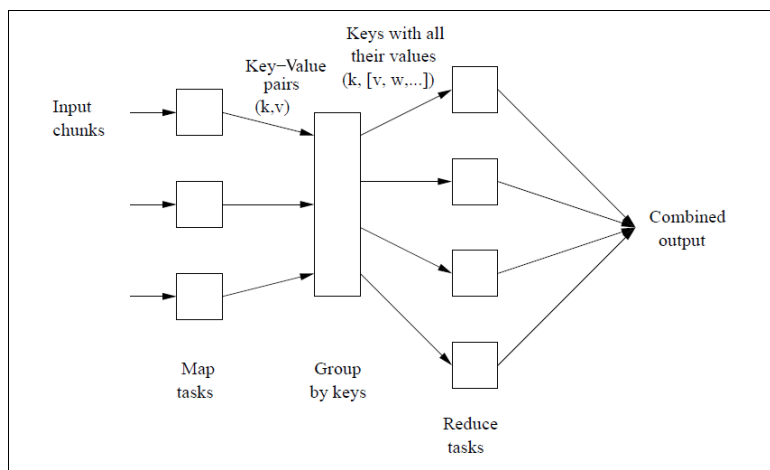 Keys with all
their values
(k, [v, w,...])
Key−Value
pairs
(k,v)
Input
chunks
Combined
output
Map
tasks
Group
by keys
Reduce
tasks